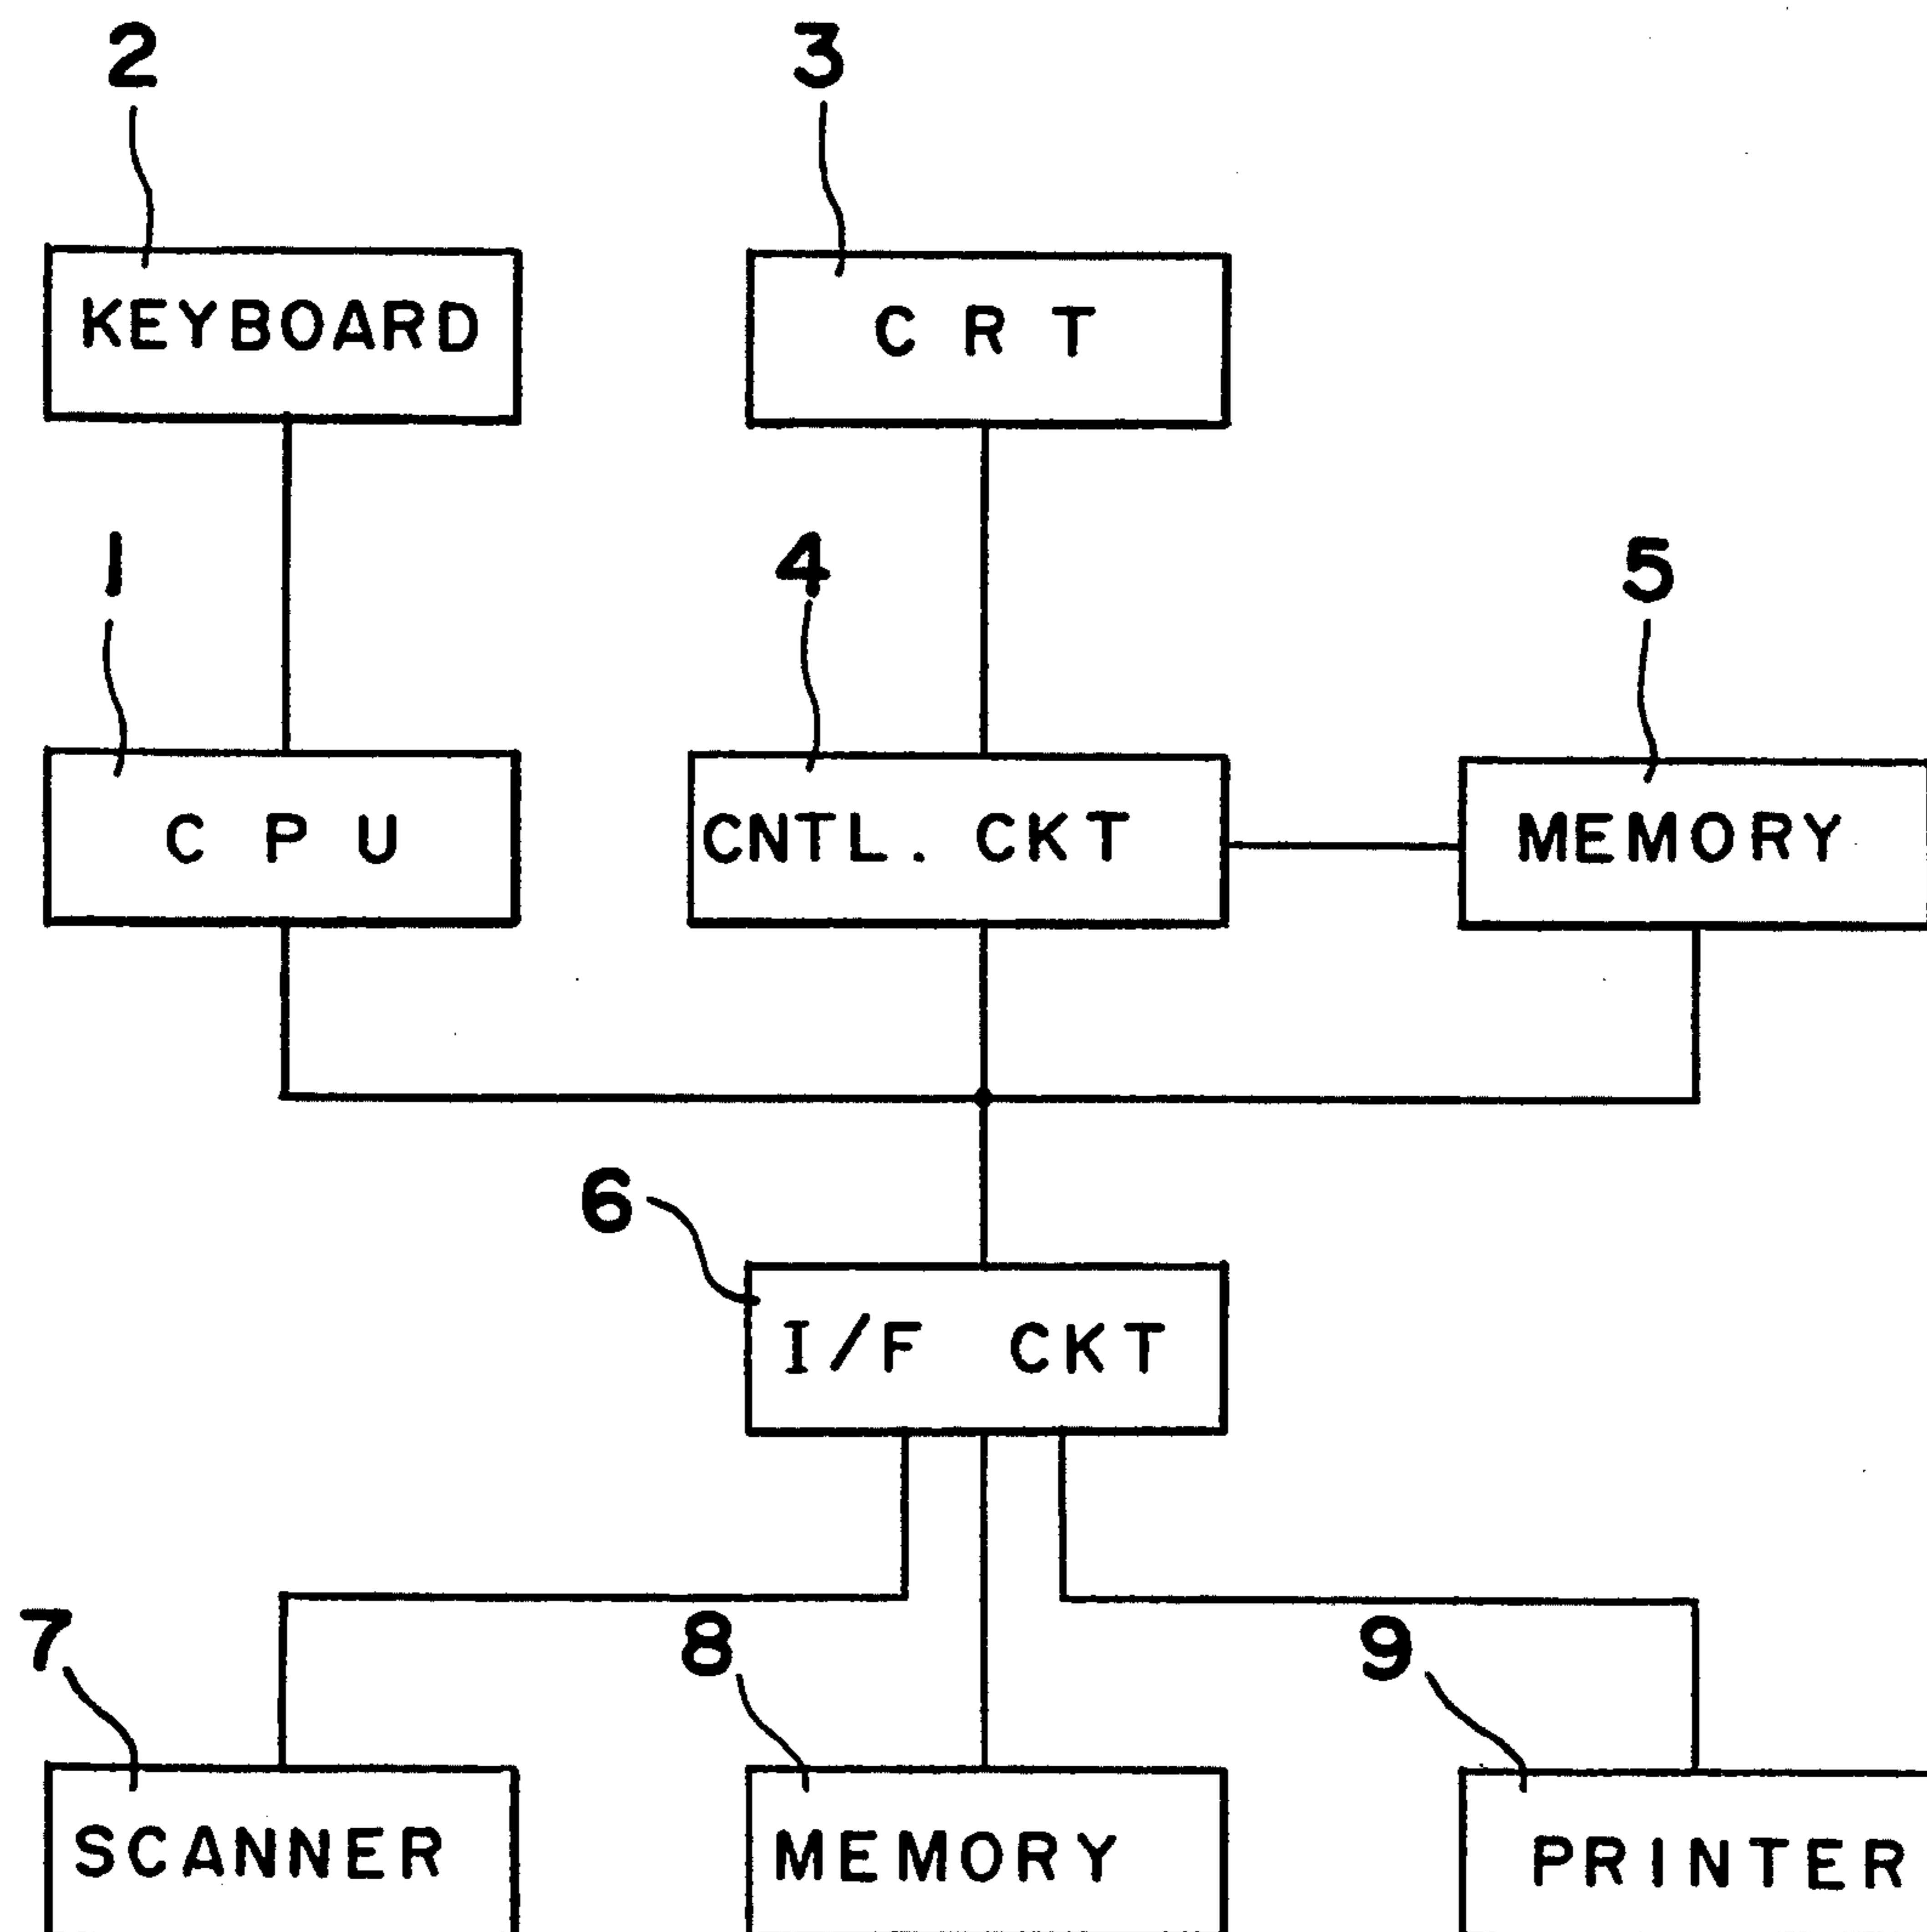 2
3
KEYBOARD
C R T
1
4
5
C P U
CNTL. CKT
MEMORY
6
I/F CKT
7
8
9
SCANNER
MEMORY
PRINTER